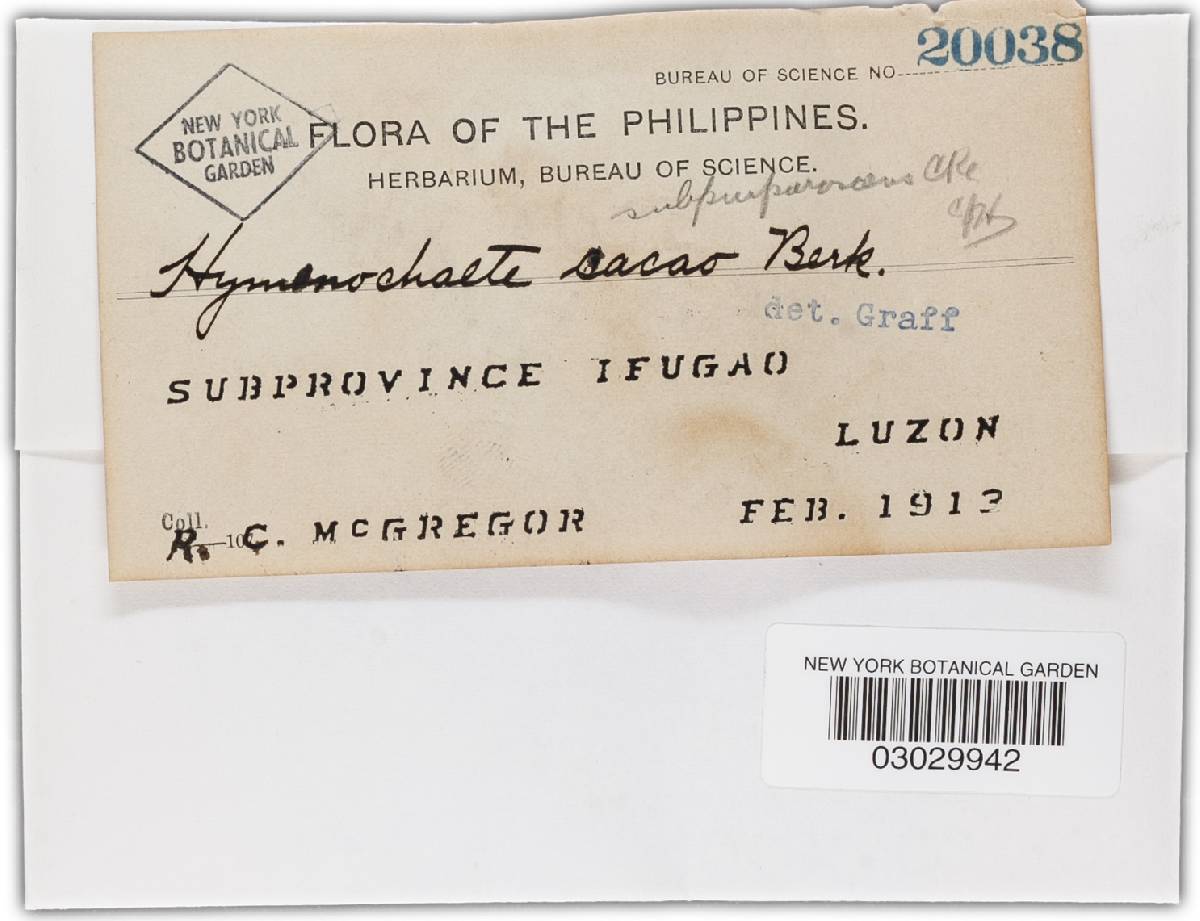 20038
BUREAU OF SCIENCE NO
NEW YORK
BOTANICAL
GARDEN
FLORA OF THE PHILIPPINES.
HERBARIUM, BUREAU OF SCIENCE.
Hymenochaete cacao Berk.
det. Graff
SUBPROVINCE IFUGAO
LUZON
Coll.
R. C. McGREGOR
FEB. 1913
NEW YORK BOTANICAL GARDEN
03029942